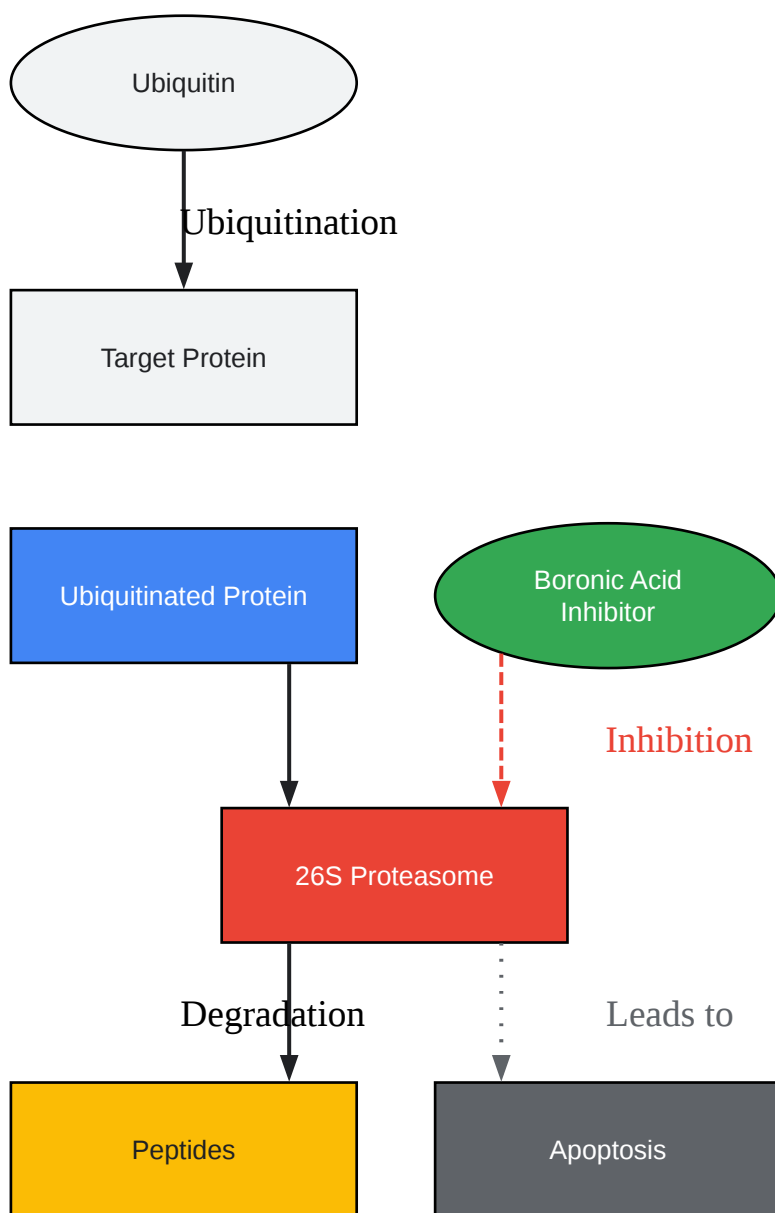 Ubiquitin
Ubiquitination
Target Protein
Ubiquitinated Protein
Boronic Acid
Inhibitor
Inhibition
26S Proteasome
Degradation
Leads to
Peptides
Apoptosis